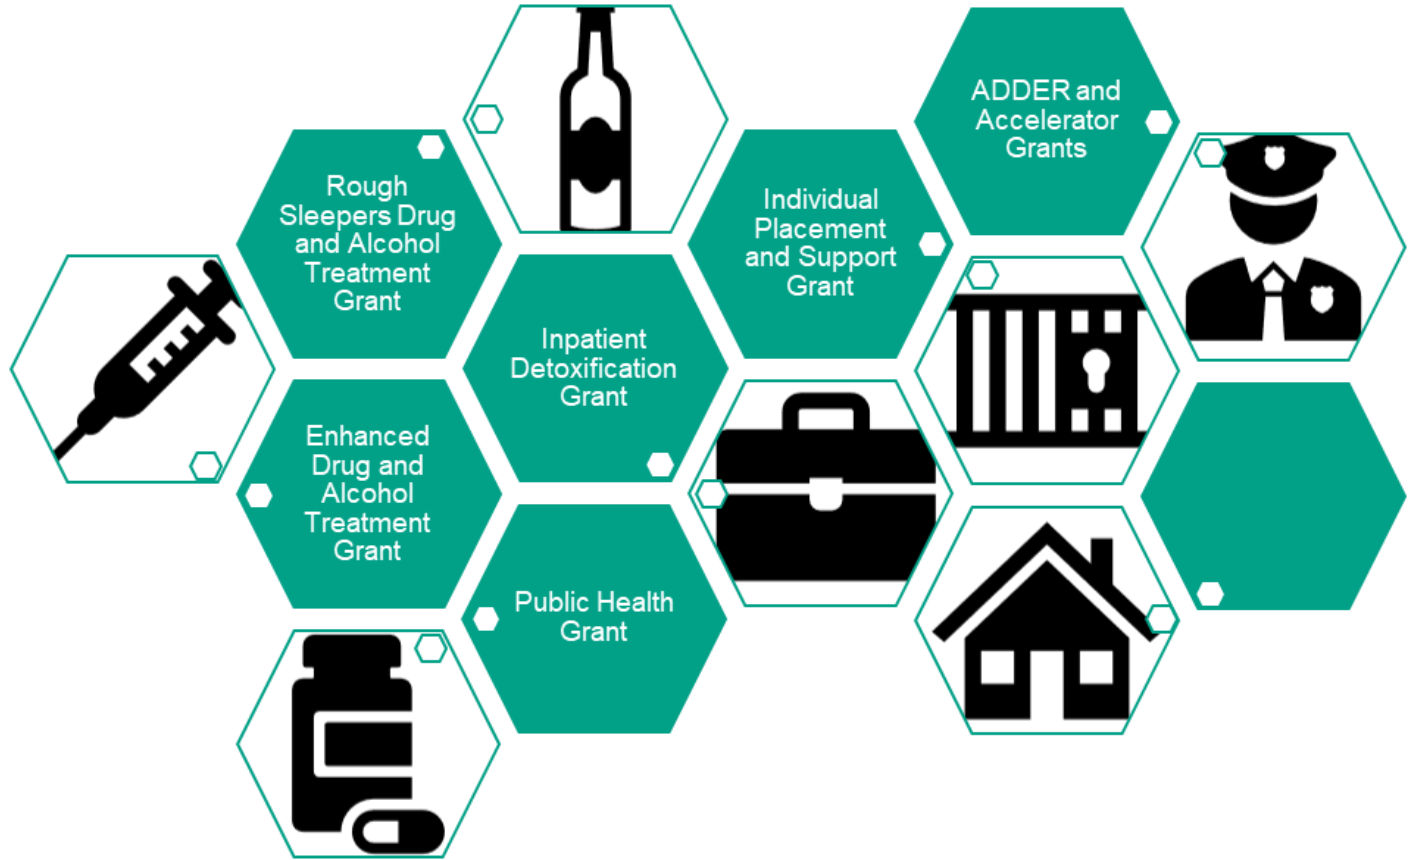 ADDER and
Accelerator
Grants
Rough
Sleepers Drug
and Alcohol
Treatment
Grant
Individual
Placement
and Support
Grant
Inpatient
Detoxification
Grant
Enhanced
Drug and
Alcohol
Treatment
Grant
Public Health
Grant